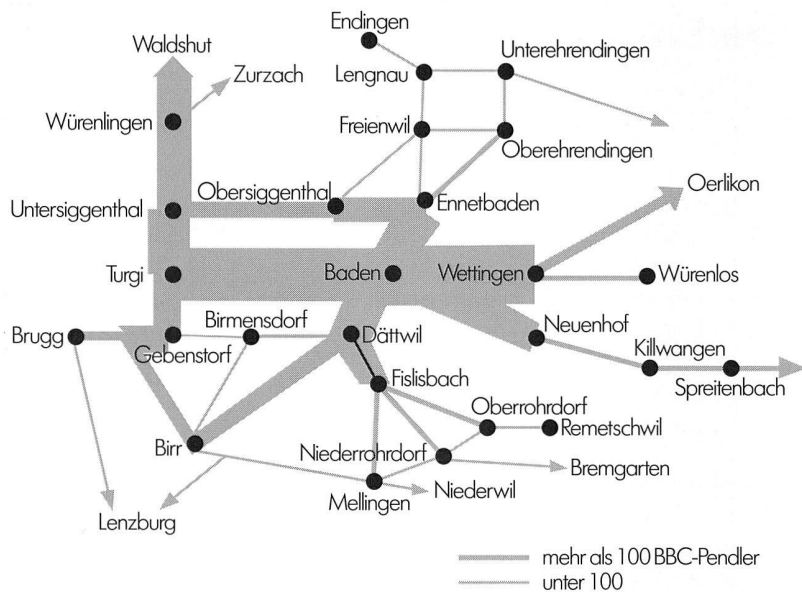 Endingen
Waldshut
Unterehrendingen
Zurzach
Lengnau
Würenlingen
Freienwil
Oberehrendingen
Obersiggenthal
Oerlikon
Untersiggenthal
Ennetbaden
Turgi
Baden
Wettingen
Würenlos
Birmensdorf
Brugg
Dättwil
Neuenhof
Gebenstorf
Killwangen
Fislisbach
Spreitenbach
Oberrohrdorf
Remetschwil
Birr
Niederrohrdorf
Bremgarten
Niederwil
Mellingen
Lenzburg
mehr als 100 BBC-Pendler
unter 100